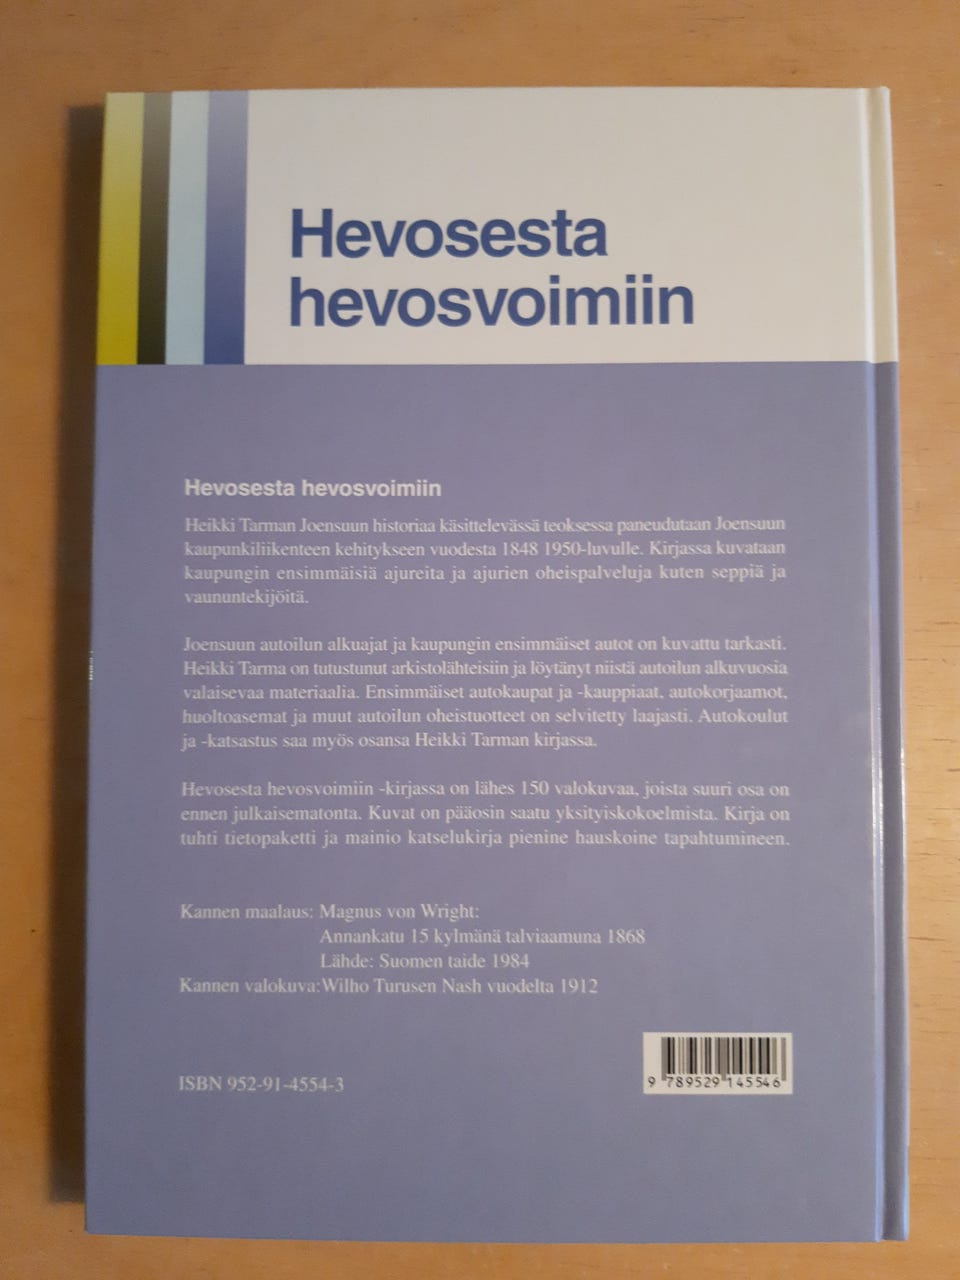 Hevosesta
hevosvoimiin
Hevosesta hevosvoimiin
Heikki Tarman Joensuun historiaa käsittelevässä teoksessa paneudutaan Joensuun
kaupunkiliikenteen kehitykseen vuodesta 1848 1950-luvulle. Kirjassa kuvataan
kaupungin ensimmäisiä ajureita ja ajurien oheispalveluja kuten seppiä ja
vaununtekijöitä.
Joensuun autoilun alkuajat ja kaupungin ensimmäiset autot on kuvattu tarkasti.
Heikki Tarma on tutustunut arkistolähteisiin ja löytänyt niistä autoilun alkuvuosia
valaisevaa materiaalia. Ensimmäiset autokaupat ja -kauppiaat, autokorjaamot,
huoltoasemat ja muut autoilun oheistuotteet on selvitetty laajasti. Autokoulut
ja -katsastus saa myös osansa Heikki Tarman kirjassa.
Hevosesta hevosvoimiin -kirjassa on lähes 150 valokuvaa, joista suuri osa on
ennen julkaisematonta. Kuvat on pääosin saatu yksityiskokoelmista. Kirja on
tuhti tietopaketti ja mainio katselukirja pienine hauskoine tapahtumineen.
Kannen maalaus: Magnus von Wright:
Annankatu 15 kylmänä talviaamuna 1868
Lähde: Suomen taide 1984
Kannen valokuva:Wilho Turusen Nash vuodelta 1912
ISBN 952-91-4554-3
9 789529 145546